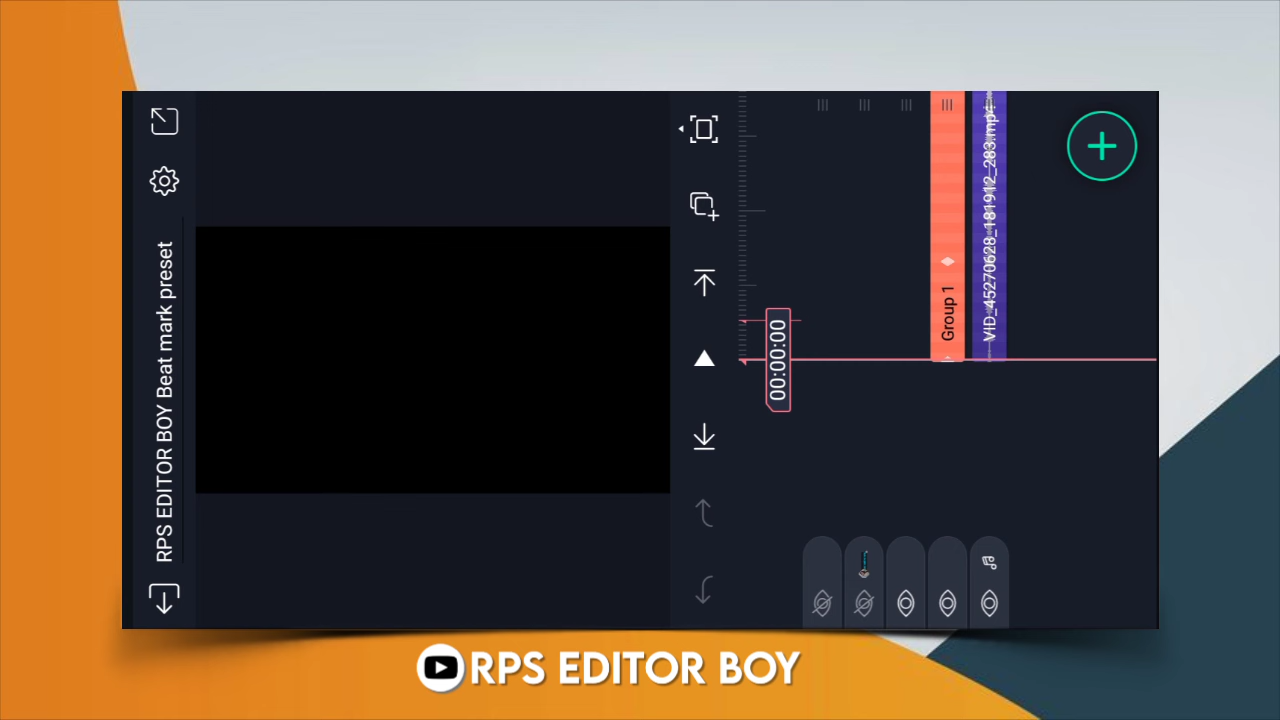 RPS EDITOR BOY Beat mark preset
00:00:00
Group 1
VID_45270628_181912_283.mp4
RPS EDITOR BOY